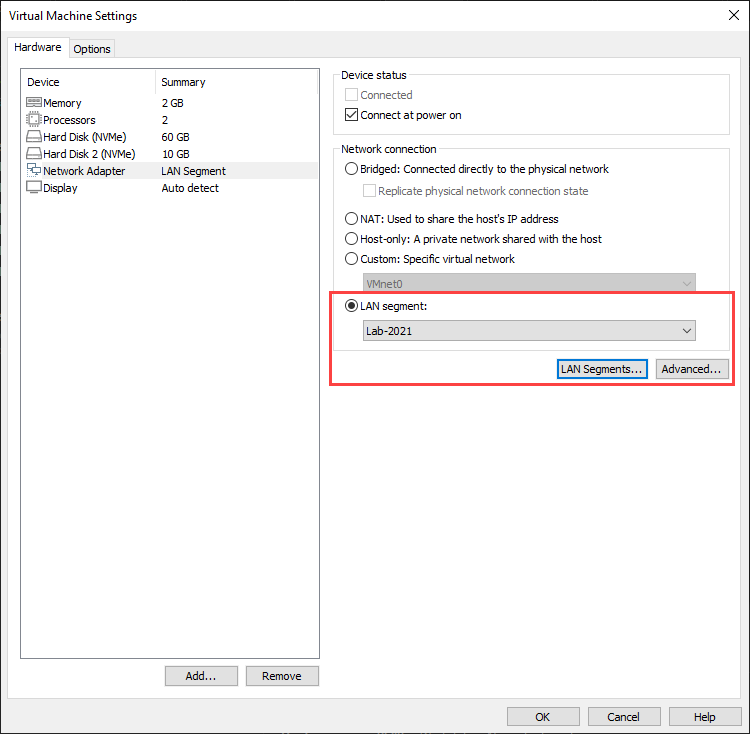 Virtual Machine Settings
Hardware
Options
Device Summary
Memory 2 GB
Processors 2
Hard Disk (NVMe) 60 GB
Hard Disk 2 (NVMe) 10 GB
Network Adapter LAN Segment
Display Auto detect
Add...
Remove
Device status
Connected
Connect at power on
Network connection
Bridged: Connected directly to the physical network
Replicate physical network connection state
NAT: Used to share the host's IP address
Host-only: A private network shared with the host
Custom: Specific virtual network
VMnet0
LAN segment:
Lab-2021
LAN Segments...
Advanced...
OK
Cancel
Help